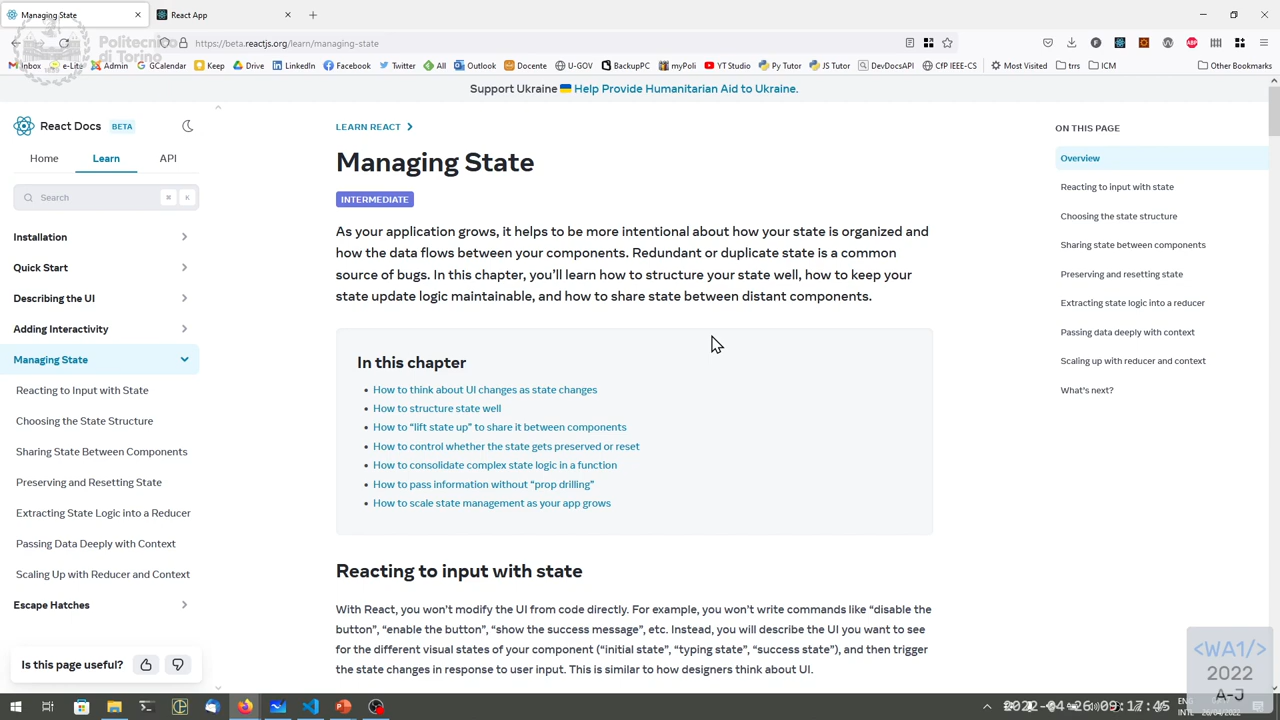 Managing State
React App
Politecnico
di Torino
https://beta.reactjs.org/learn/managing-state
Inbox
e-Lite
Admin
GCalendar
Keep
Drive
LinkedIn
Facebook
Twitter
All
Outlook
Docente
U-GOV
BackupPC
myPoli
YT Studio
Py Tutor
JS Tutor
DevDocsAPI
CfP IEEE-CS
Most Visited
trrs
ICM
Other Bookmarks
Support Ukraine Help Provide Humanitarian Aid to Ukraine.
React Docs BETA
Home Learn API
Search ⌘ K
Installation
Quick Start
Describing the UI
Adding Interactivity
Managing State
Reacting to Input with State
Choosing the State Structure
Sharing State Between Components
Preserving and Resetting State
Extracting State Logic into a Reducer
Passing Data Deeply with Context
Scaling Up with Reducer and Context
Escape Hatches
Is this page useful?
LEARN REACT
Managing State
INTERMEDIATE
As your application grows, it helps to be more intentional about how your state is organized and
how the data flows between your components. Redundant or duplicate state is a common
source of bugs. In this chapter, you’ll learn how to structure your state well, how to keep your
state update logic maintainable, and how to share state between distant components.
In this chapter
• How to think about UI changes as state changes
• How to structure state well
• How to “lift state up” to share it between components
• How to control whether the state gets preserved or reset
• How to consolidate complex state logic in a function
• How to pass information without “prop drilling”
• How to scale state management as your app grows
Reacting to input with state
With React, you won’t modify the UI from code directly. For example, you won’t write commands like “disable the
button”, “enable the button”, “show the success message”, etc. Instead, you will describe the UI you want to see
for the different visual states of your component (“initial state”, “typing state”, “success state”), and then trigger
the state changes in response to user input. This is similar to how designers think about UI.
ON THIS PAGE
Overview
Reacting to input with state
Choosing the state structure
Sharing state between components
Preserving and resetting state
Extracting state logic into a reducer
Passing data deeply with context
Scaling up with reducer and context
What's next?
<WA1/>
2022
A-J
2022-04-26 09:17:45
ENG
INTL
26/04/2022